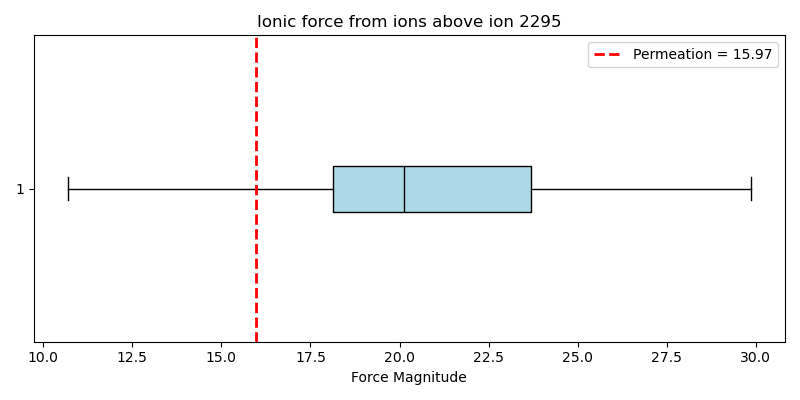 Ionic force from ions above ion 2295
Permeation = 15.97
1
10.0 12.5 15.0 17.5 20.0 22.5 25.0 27.5 30.0
Force Magnitude